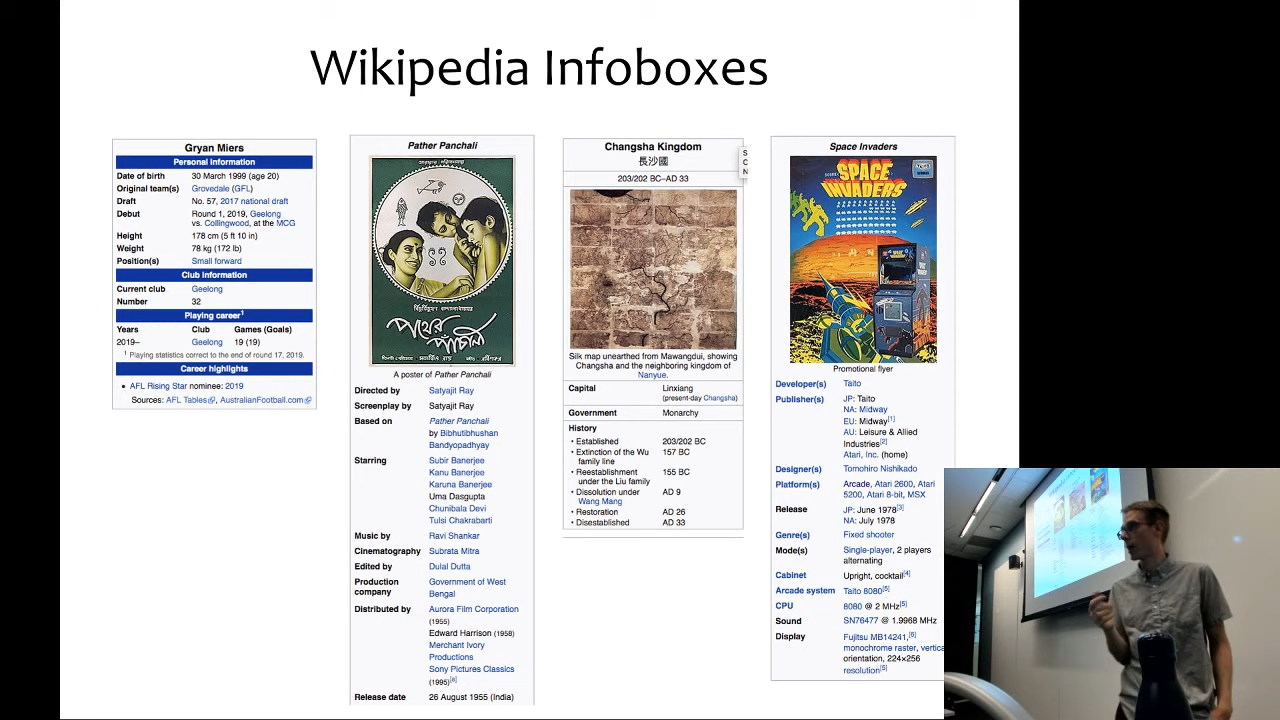 Wikipedia Infoboxes
Gryan Miers
Personal information
Date of birth 30 March 1999 (age 20)
Original team(s) Grovedale (GFL)
Draft No. 57, 2017 national draft
Debut Round 1, 2019, Geelong
vs. Collingwood, at the MCG
Height 178 cm (5 ft 10 in)
Weight 78 kg (172 lb)
Position(s) Small forward
Club information
Current club Geelong
Number 32
Playing career1
Years Club Games (Goals)
2019– Geelong 19 (19)
1 Playing statistics correct to the end of round 17, 2019.
Career highlights
• AFL Rising Star nominee: 2019
Sources: AFL Tables, AustralianFootball.com
Pather Panchali
পথের
পাঁচালী
A poster of Pather Panchali
Directed by Satyajit Ray
Screenplay by Satyajit Ray
Based on Pather Panchali
by Bibhutibhushan
Bandyopadhyay
Starring Subir Banerjee
Kanu Banerjee
Karuna Banerjee
Uma Dasgupta
Chunibala Devi
Tulsi Chakrabarti
Music by Ravi Shankar
Cinematography Subrata Mitra
Edited by Dulal Dutta
Production company Government of West
Bengal
Distributed by Aurora Film Corporation
(1955)
Edward Harrison (1958)
Merchant Ivory
Productions
Sony Pictures Classics
(1995)[a]
Release date 26 August 1955 (India)
Changsha Kingdom
長沙國
203/202 BC–AD 33
S
C
N
Silk map unearthed from Mawangdui, showing
Changsha and the neighboring kingdom of
Nanyue.
Capital Linxiang
(present-day Changsha)
Government Monarchy
History
• Established 203/202 BC
• Extinction of the Wu 157 BC
family line
• Reestablishment 155 BC
under the Liu family
• Dissolution under AD 9
Wang Mang
• Restoration AD 26
• Disestablished AD 33
Space Invaders
SPACE
INVADERS
Promotional flyer
Developer(s) Taito
Publisher(s) JP: Taito
NA: Midway
EU: Midway[1]
AU: Leisure & Allied
Industries[2]
Atari, Inc. (home)
Designer(s) Tomohiro Nishikado
Platform(s) Arcade, Atari 2600, Atari
5200, Atari 8-bit, MSX
Release JP: June 1978[3]
NA: July 1978
Genre(s) Fixed shooter
Mode(s) Single-player, 2 players
alternating
Cabinet Upright, cocktail[4]
Arcade system Taito 8080[5]
CPU 8080 @ 2 MHz[5]
Sound SN76477 @ 1.9968 MHz
Display Fujitsu MB14241,[6]
monochrome raster, vertica
orientation, 224×256
resolution[5]